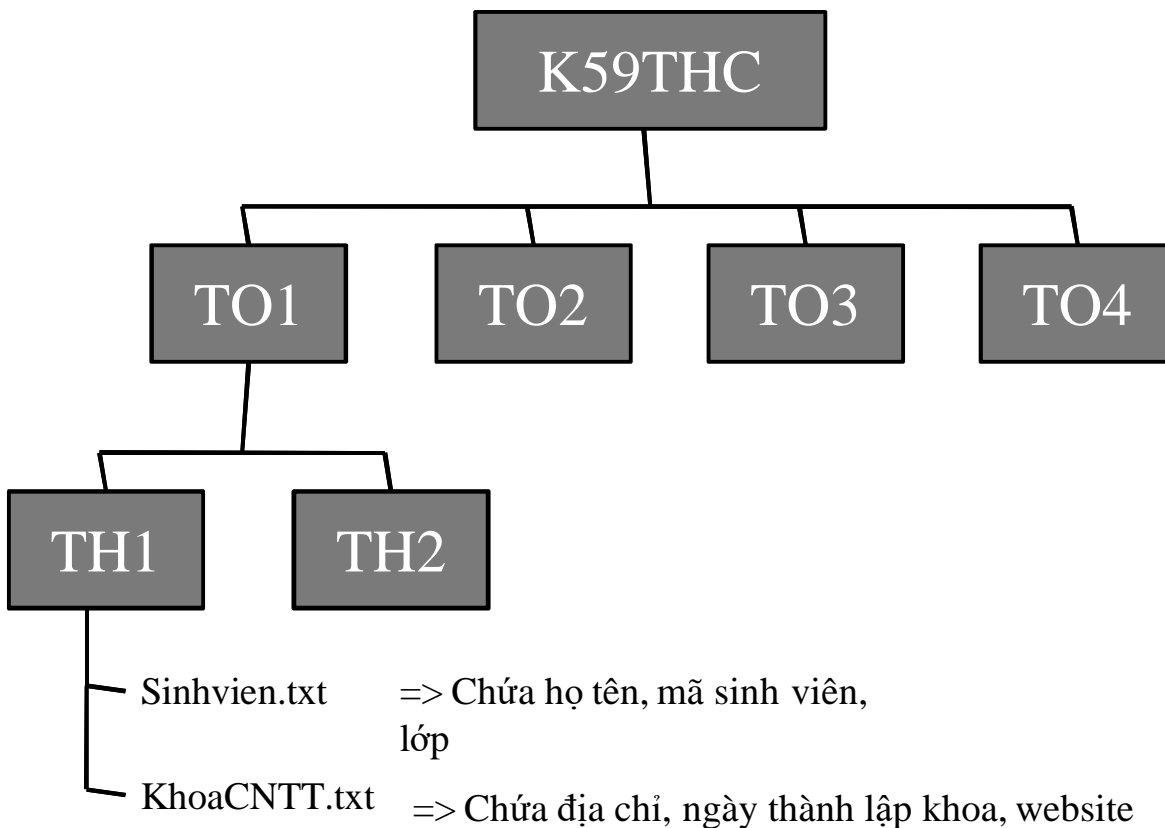 K59THC
TO1 TO2 TO3 TO4
TH1 TH2
Sinhvien.txt => Chứa họ tên, mã sinh viên,
lớp
KhoaCNTT.txt => Chứa địa chỉ, ngày thành lập khoa, website